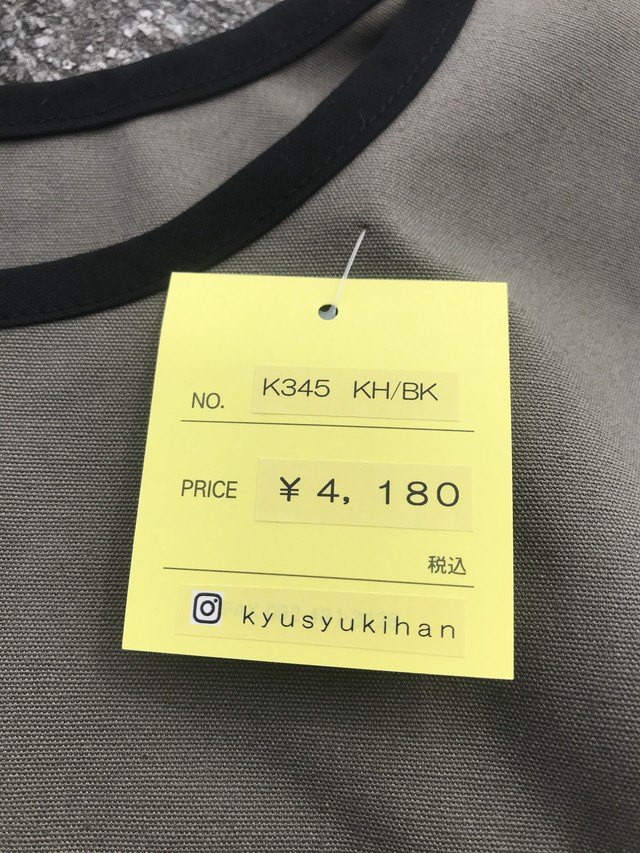 NO. K345 KH/BK
PRICE ¥4,180
税込
kyusyukihan